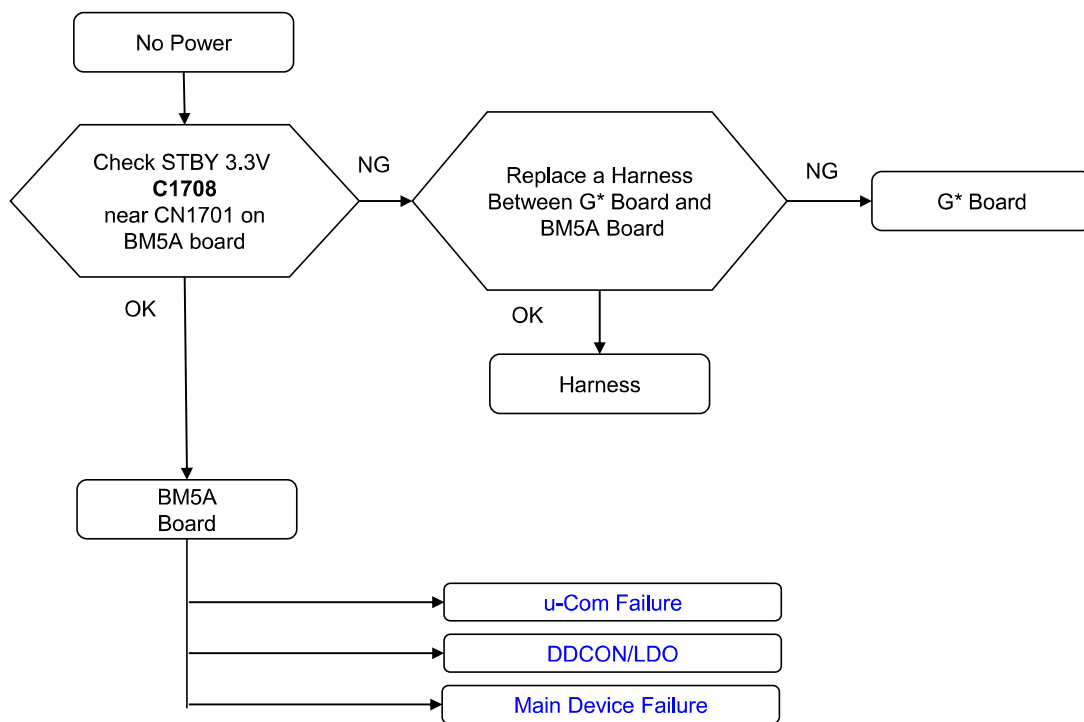 No Power
Check STBY 3.3V
C1708
near CN1701 on
BM5A board
NG
Replace a Harness
Between G* Board and
BM5A Board
NG
G* Board
OK
OK
Harness
BM5A
Board
u-Com Failure
DDCON/LDO
Main Device Failure